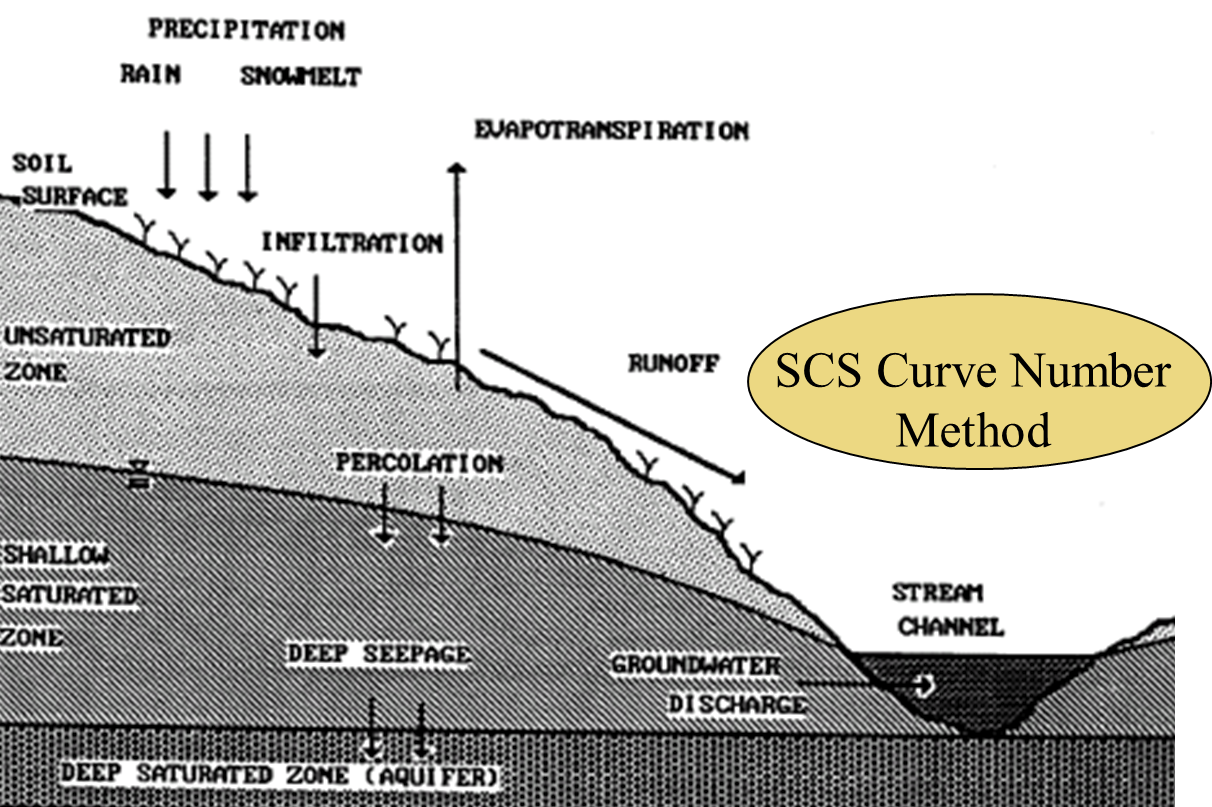 PRECIPITATION
RAIN SNOWMELT
EVAPOTRANSPIRATION
SOIL
SURFACE
INFILTRATION
UNSATURATED
ZONE
RUNOFF
SCS Curve Number
Method
PERCOLATION
SHALLOW
SATURATED
ZONE
STREAM
CHANNEL
DEEP SEEPAGE
GROUNDWATER
DISCHARGE
DEEP SATURATED ZONE (AQUIFER)